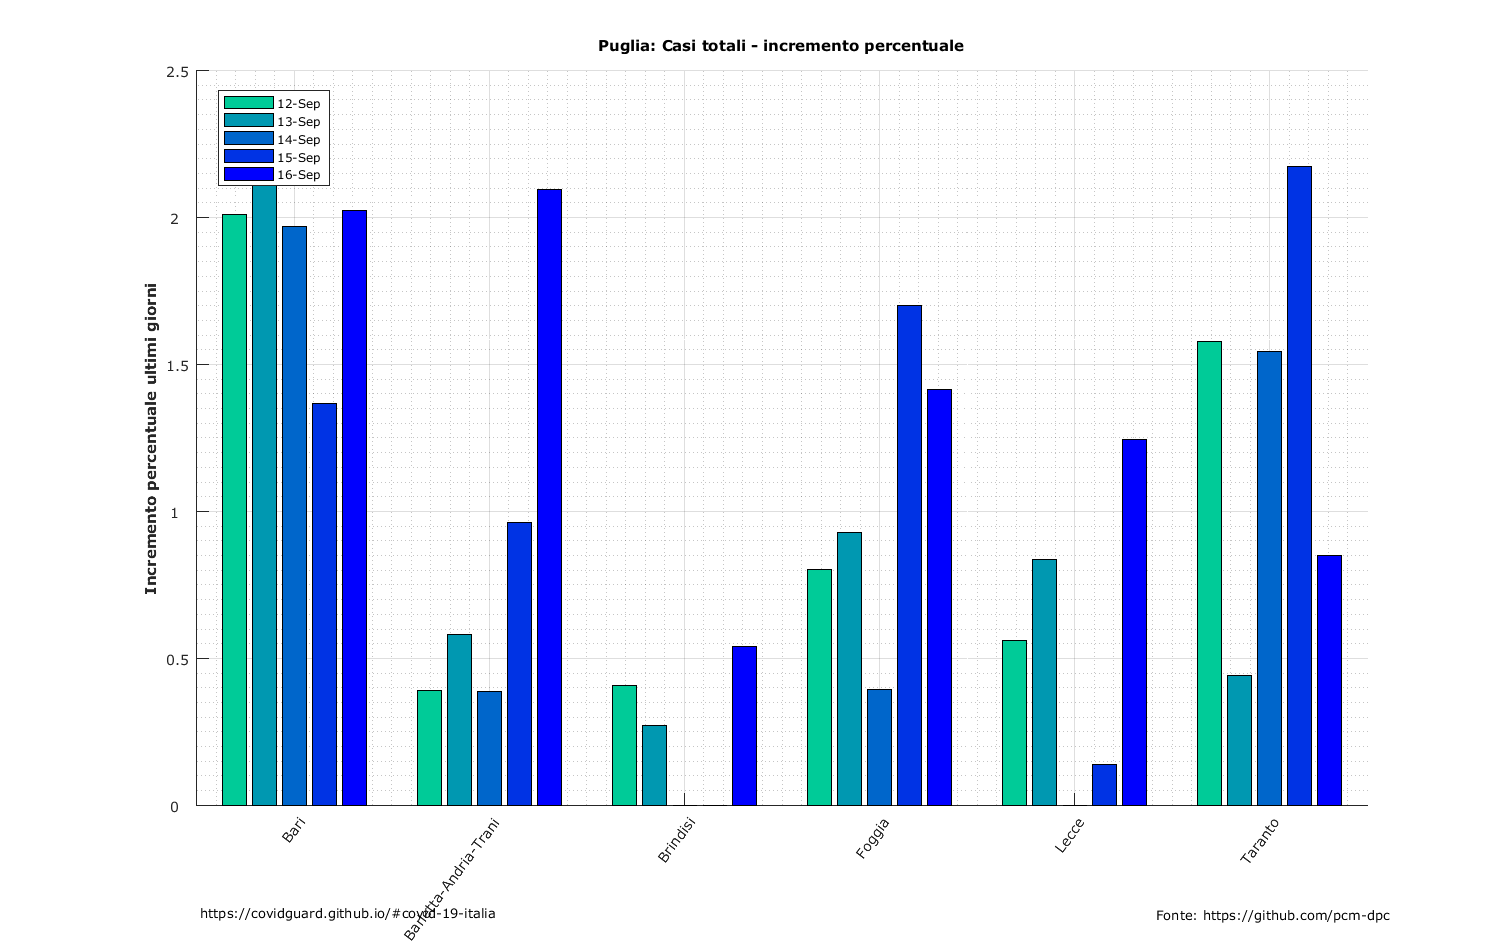 Puglia: Casi totali - incremento percentuale
Incremento percentuale ultimi giorni
2.5
2
1.5
1
0.5
0
12-Sep
13-Sep
14-Sep
15-Sep
16-Sep
Bari
Barletta-Andria-Trani
Brindisi
Foggia
Lecce
Taranto
https://covidguard.github.io/#covid-19-italia
Fonte: https://github.com/pcm-dpc